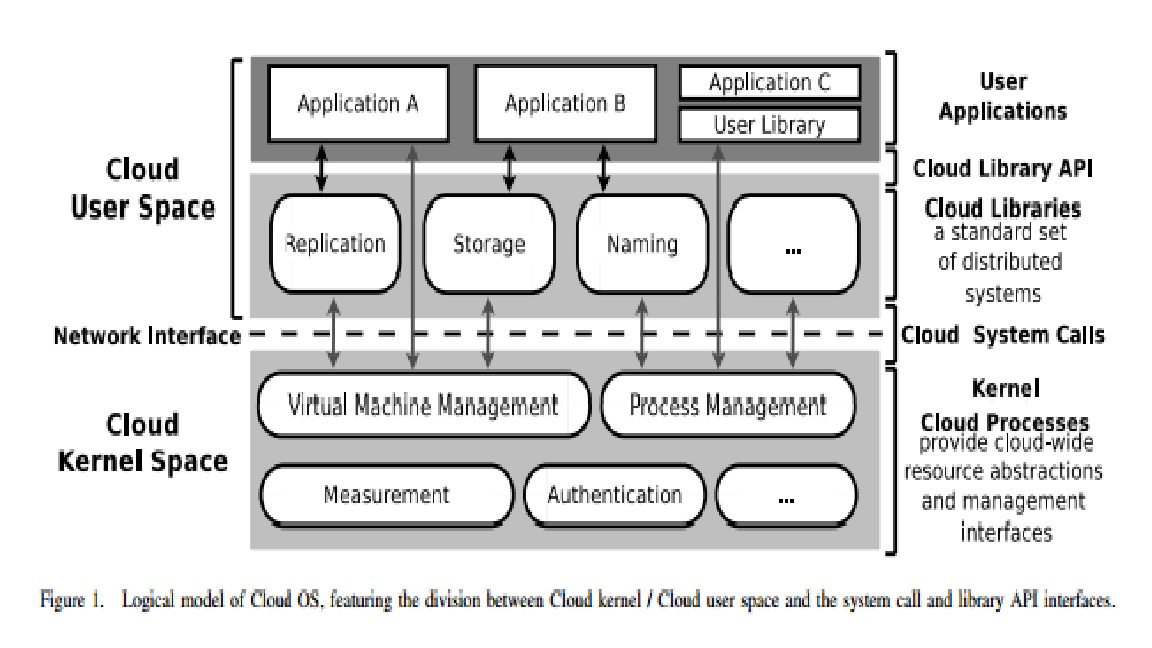 Application A
Application B
Application C
User Library
User
Applications
Cloud
User Space
Cloud Library API
Replication
Storage
Naming
...
Cloud Libraries
a standard set
of distributed
systems
Network Interface
Cloud System Calls
Cloud
Kernel Space
Virtual Machine Management
Process Management
Measurement
Authentication
...
Kernel
Cloud Processes
provide cloud-wide
resource abstractions
and management
interfaces
Figure 1. Logical model of Cloud OS, featuring the division between Cloud kernel / Cloud user space and the system call and library API interfaces.